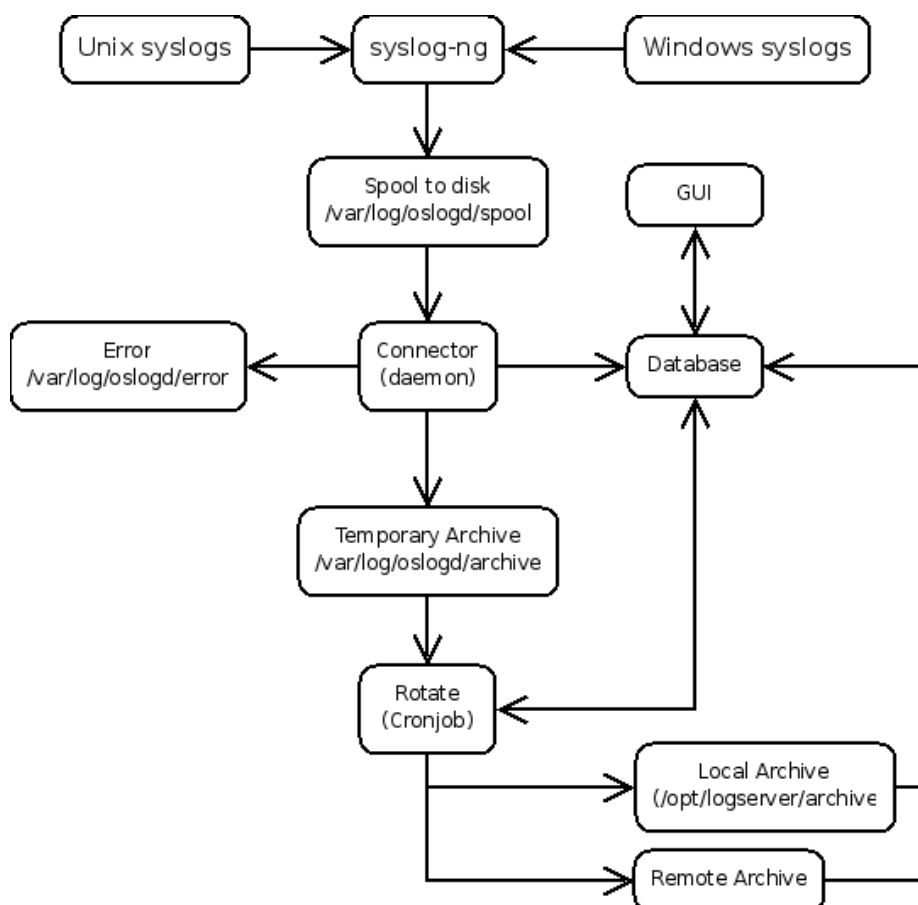 Unix syslogs
syslog-ng
Windows syslogs
Spool to disk
/var/log/oslogd/spool
GUI
Error
/var/log/oslogd/error
Connector
(daemon)
Database
Temporary Archive
/var/log/oslogd/archive
Rotate
(Cronjob)
Local Archive
(/opt/logserver/archive
Remote Archive